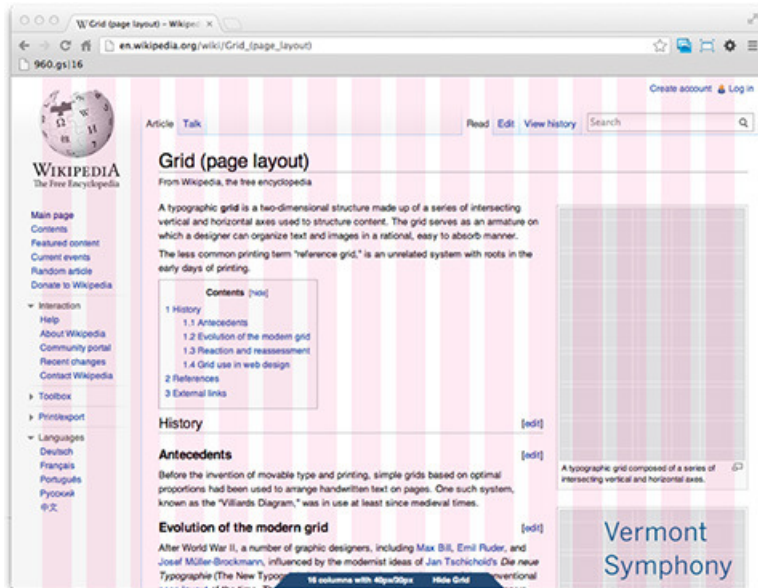 Grid (page layout) – Wikipe
en.wikipedia.org/wiki/Grid_(page_layout)
960.gs|16
Create account Log in
Article Talk Read Edit View history Search
WIKIPEDIA
The Free Encyclopedia
Grid (page layout)
From Wikipedia, the free encyclopedia
A typographic grid is a two-dimensional structure made up of a series of intersecting
vertical and horizontal axes used to structure content. The grid serves as an armature on
which a designer can organize text and images in a rational, easy to absorb manner.
The less common printing term "reference grid," is an unrelated system with roots in the
early days of printing.
Main page
Contents
Featured content
Current events
Random article
Donate to Wikipedia
Interaction
Help
About Wikipedia
Community portal
Recent changes
Contact Wikipedia
Toolbox
Print/export
Languages
Deutsch
Français
Português
Русский
中文
Contents [hide]
1 History
1.1 Antecedents
1.2 Evolution of the modern grid
1.3 Reaction and reassessment
1.4 Grid use in web design
2 References
3 External links
History [edit]
Antecedents [edit]
Before the invention of movable type and printing, simple grids based on optimal
proportions had been used to arrange handwritten text on pages. One such system,
known as the "Villiards Diagram," was in use at least since medieval times.
Evolution of the modern grid [edit]
After World War II, a number of graphic designers, including Max Bill, Emil Ruder, and
Josef Müller-Brockmann, influenced by the modernist ideas of Jan Tschichold's Die neue
Typographie (The New Typo
A typographic grid composed of a series of
intersecting vertical and horizontal axes.
Vermont
Symphony
16 columns with 40px/20px Hide Grid